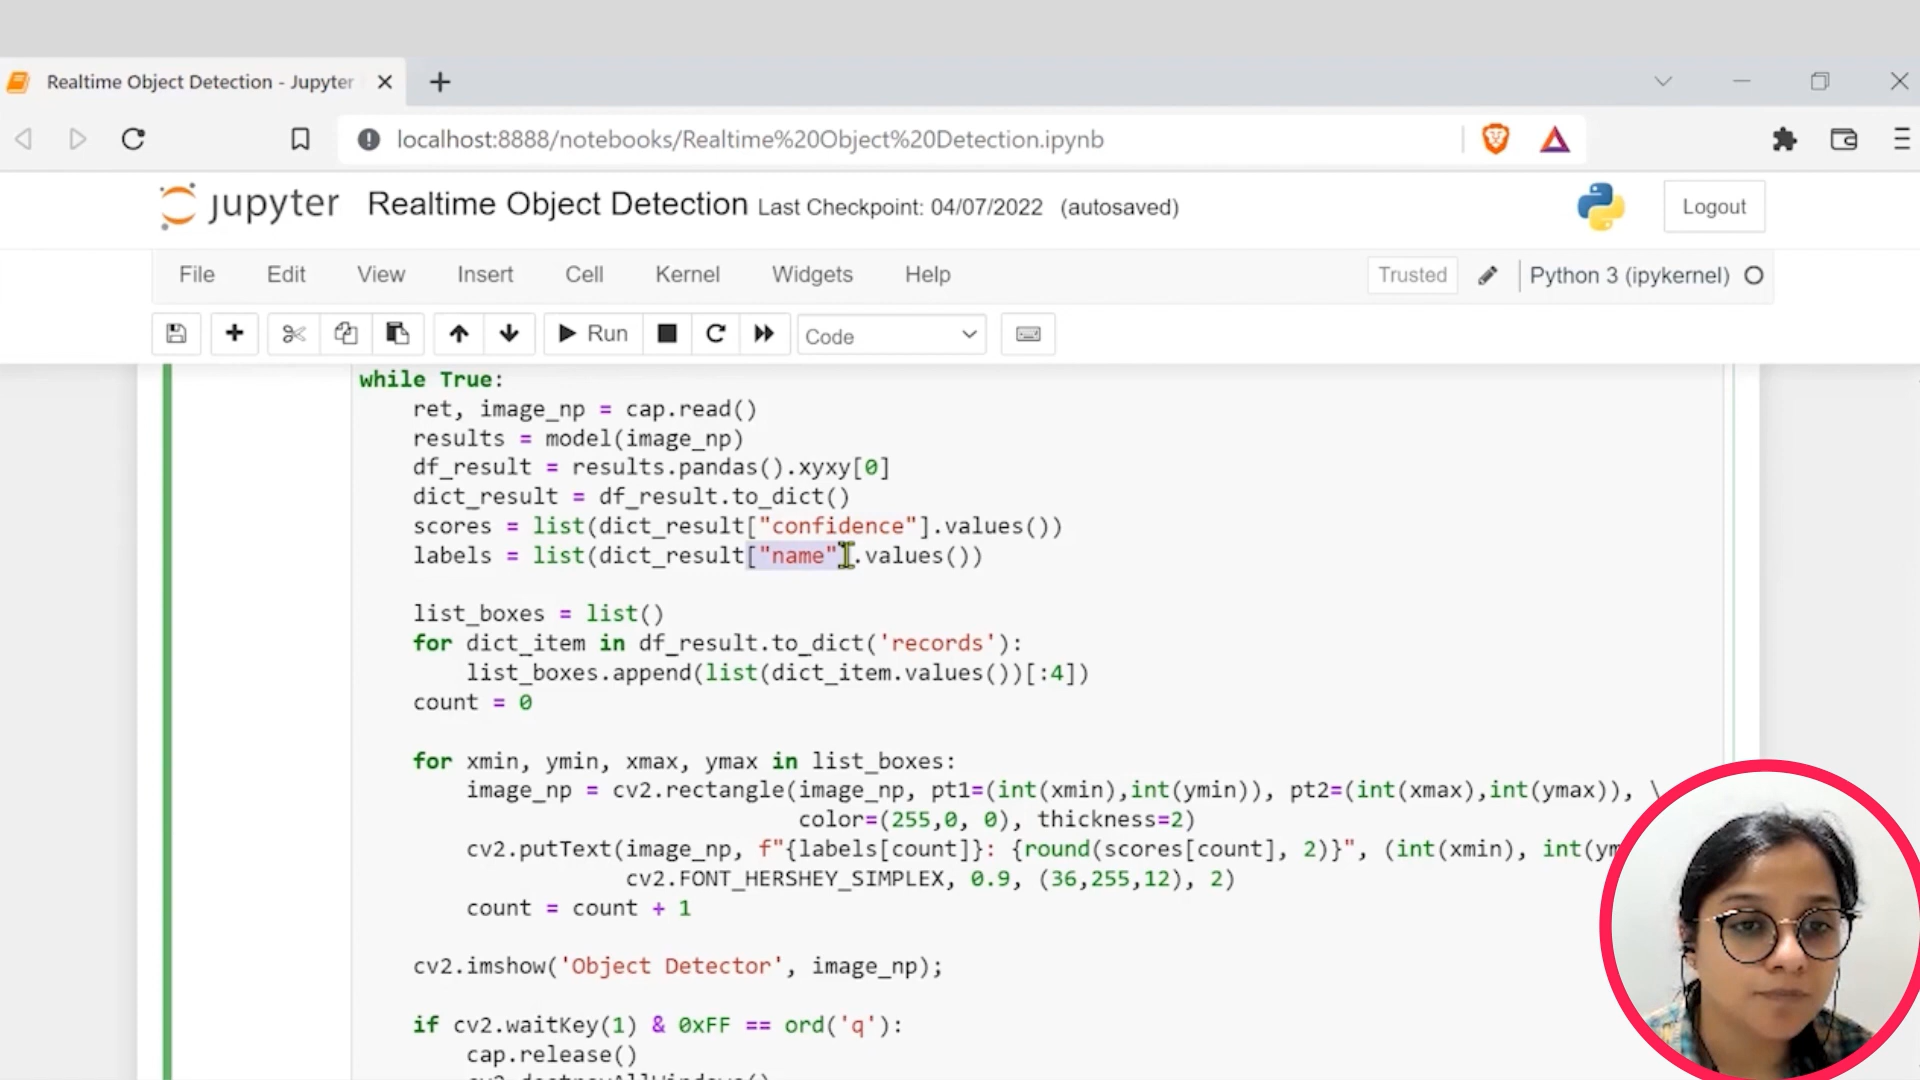 Realtime Object Detection - Jupyter
localhost:8888/notebooks/Realtime%20Object%20Detection.ipynb
jupyter Realtime Object Detection Last Checkpoint: 04/07/2022 (autosaved)
Logout
File Edit View Insert Cell Kernel Widgets Help
Trusted Python 3 (ipykernel)
Run Code
while True:
ret, image_np = cap.read()
results = model(image_np)
df_result = results.pandas().xyxy[0]
dict_result = df_result.to_dict()
scores = list(dict_result["confidence"].values())
labels = list(dict_result["name"].values())
list_boxes = list()
for dict_item in df_result.to_dict('records'):
list_boxes.append(list(dict_item.values())[:4])
count = 0
for xmin, ymin, xmax, ymax in list_boxes:
image_np = cv2.rectangle(image_np, pt1=(int(xmin),int(ymin)), pt2=(int(xmax),int(ymax)), \
color=(255,0, 0), thickness=2)
cv2.putText(image_np, f"{labels[count]}: {round(scores[count], 2)}", (int(xmin), int(ym
cv2.FONT_HERSHEY_SIMPLEX, 0.9, (36,255,12), 2)
count = count + 1
cv2.imshow('Object Detector', image_np);
if cv2.waitKey(1) & 0xFF == ord('q'):
cap.release()